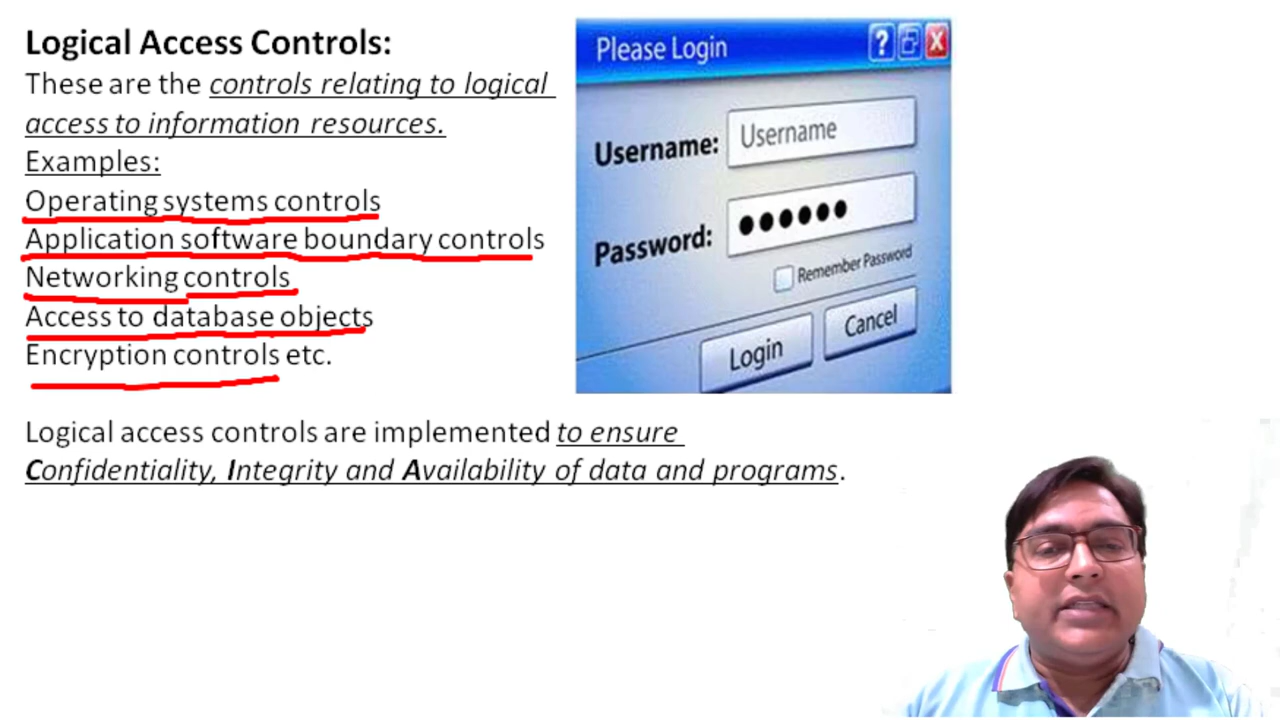 Logical Access Controls:
These are the controls relating to logical
access to information resources.
Examples:
Operating systems controls
Application software boundary controls
Networking controls
Access to database objects
Encryption controls etc.
Logical access controls are implemented to ensure
Confidentiality, Integrity and Availability of data and programs.
Please Login
?
X
Username: Username
Password:
Remember Password
Login
Cancel